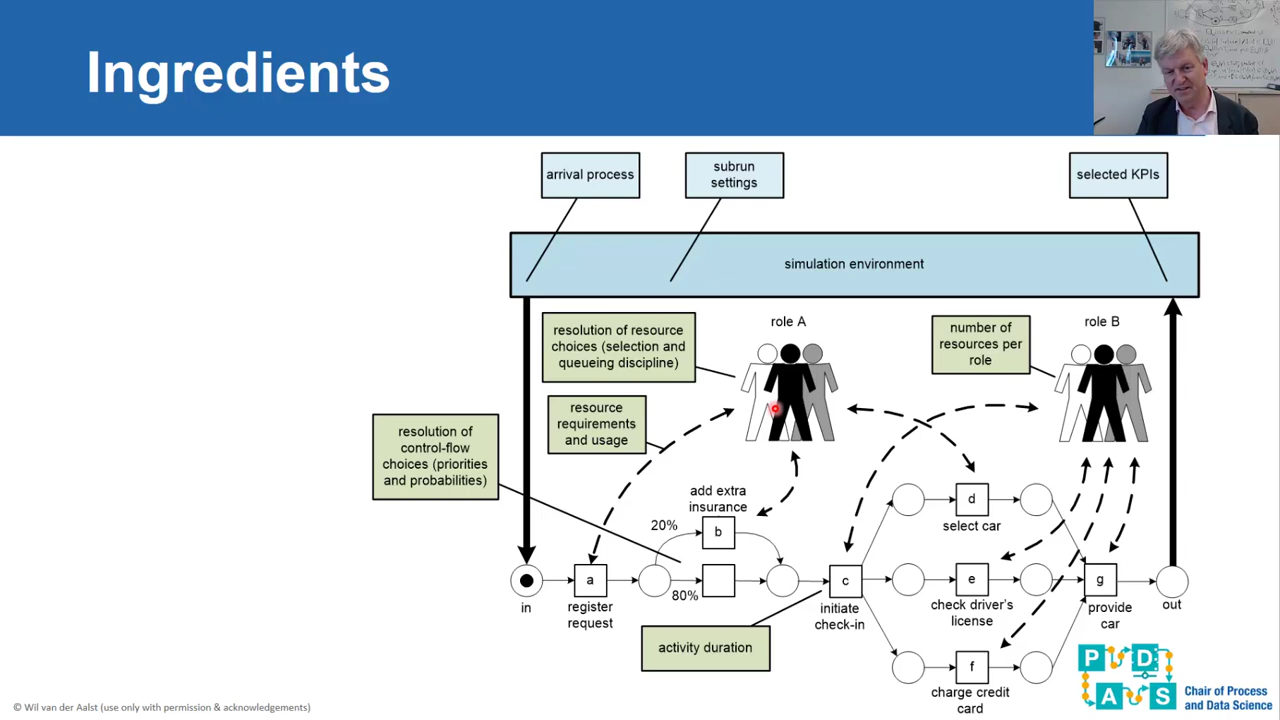 Ingredients
arrival process
subrun
settings
selected KPIs
simulation environment
resolution of resource
choices (selection and
queueing discipline)
role A
number of
resources per
role
role B
resource
requirements
and usage
resolution of
control-flow
choices (priorities
and probabilities)
add extra
insurance
20%
b
d
select car
in
a
register
request
80%
c
initiate
check-in
e
check driver's
license
g
provide
car
out
activity duration
f
charge credit
card
P D
A S
Chair of Process
and Data Science
© Wil van der Aalst (use only with permission & acknowledgements)